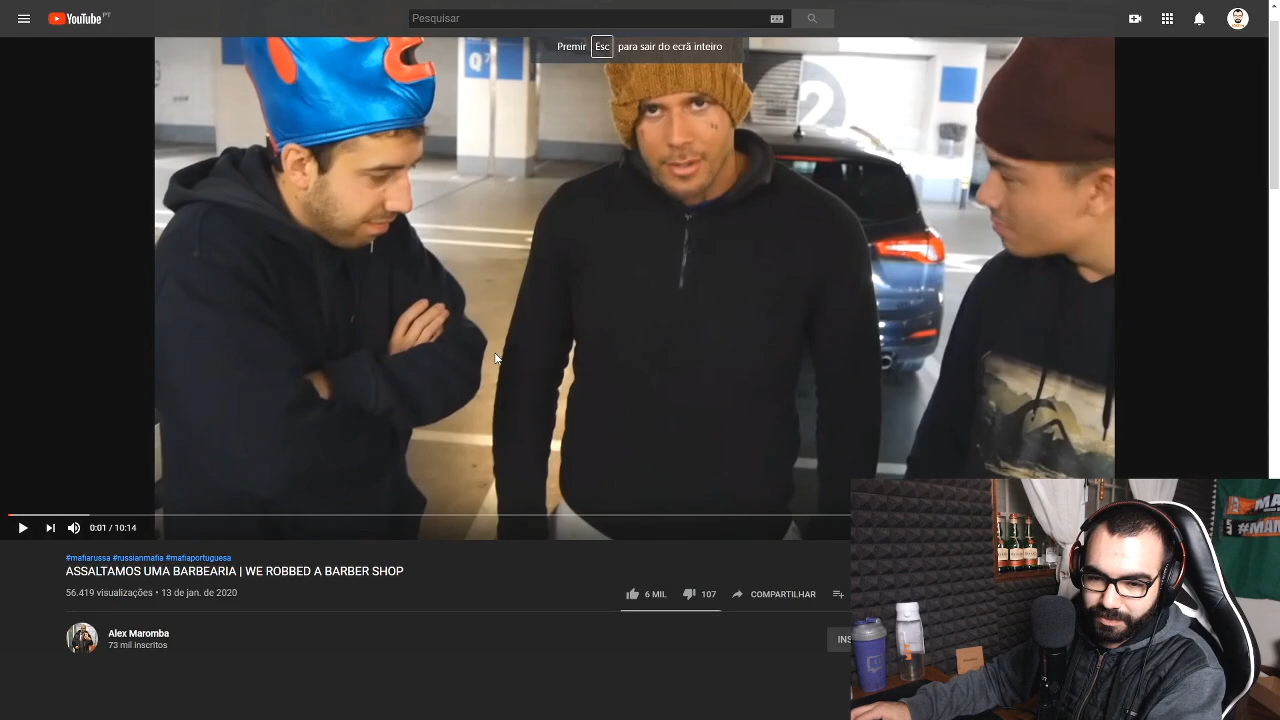 YouTube PT
Pesquisar
Premir Esc para sair do ecrã inteiro
Q7
2
0:01 / 10:14
#mafiarussa #russianmafia #mafiaportuguesa
ASSALTAMOS UMA BARBEARIA | WE ROBBED A BARBER SHOP
56.419 visualizações • 13 de jan. de 2020
6 MIL
107
COMPARTILHAR
Alex Maromba
73 mil inscritos
INS